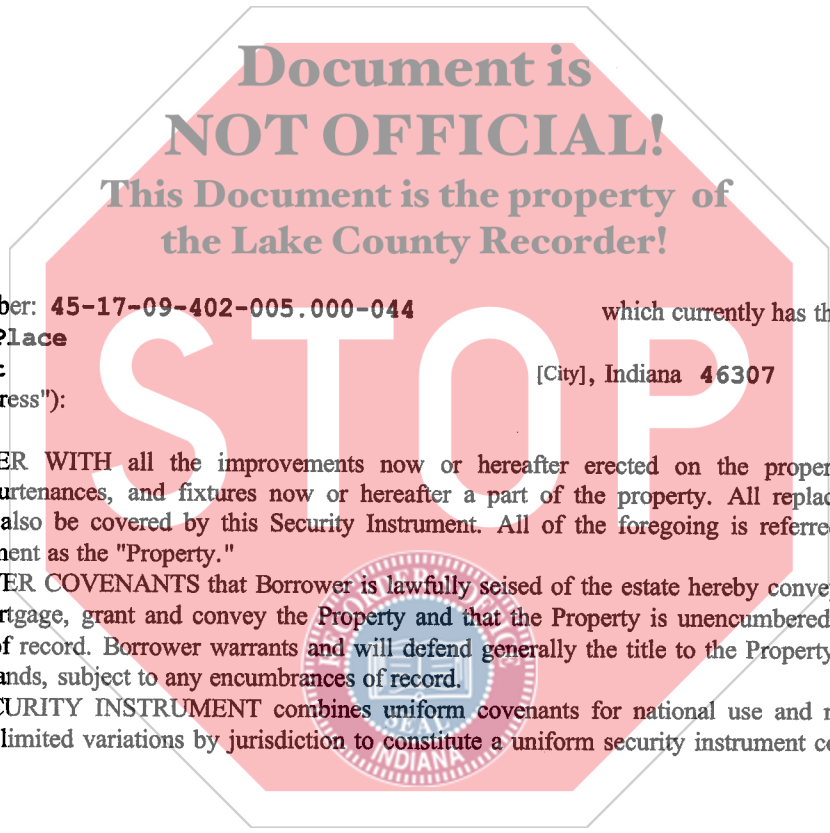 Document is
NOT OFFICIAL!
This Document is the property of
the Lake County Recorder!
ber: 45-17-09-402-005.000-044 which currently has th
Place
[City], Indiana 46307
ress"):
STOP
ER WITH all the improvements now or hereafter erected on the proper
urtenances, and fixtures now or hereafter a part of the property. All replac
also be covered by this Security Instrument. All of the foregoing is referre
nent as the "Property."
ER COVENANTS that Borrower is lawfully seised of the estate hereby conve
rtgage, grant and convey the Property and that the Property is unencumbered
f record. Borrower warrants and will defend generally the title to the Property
ands, subject to any encumbrances of record.
CURITY INSTRUMENT combines uniform covenants for national use and n
limited variations by jurisdiction to constitute a uniform security instrument co
RECORDER'S OFFICE
SEAL
INDIANA